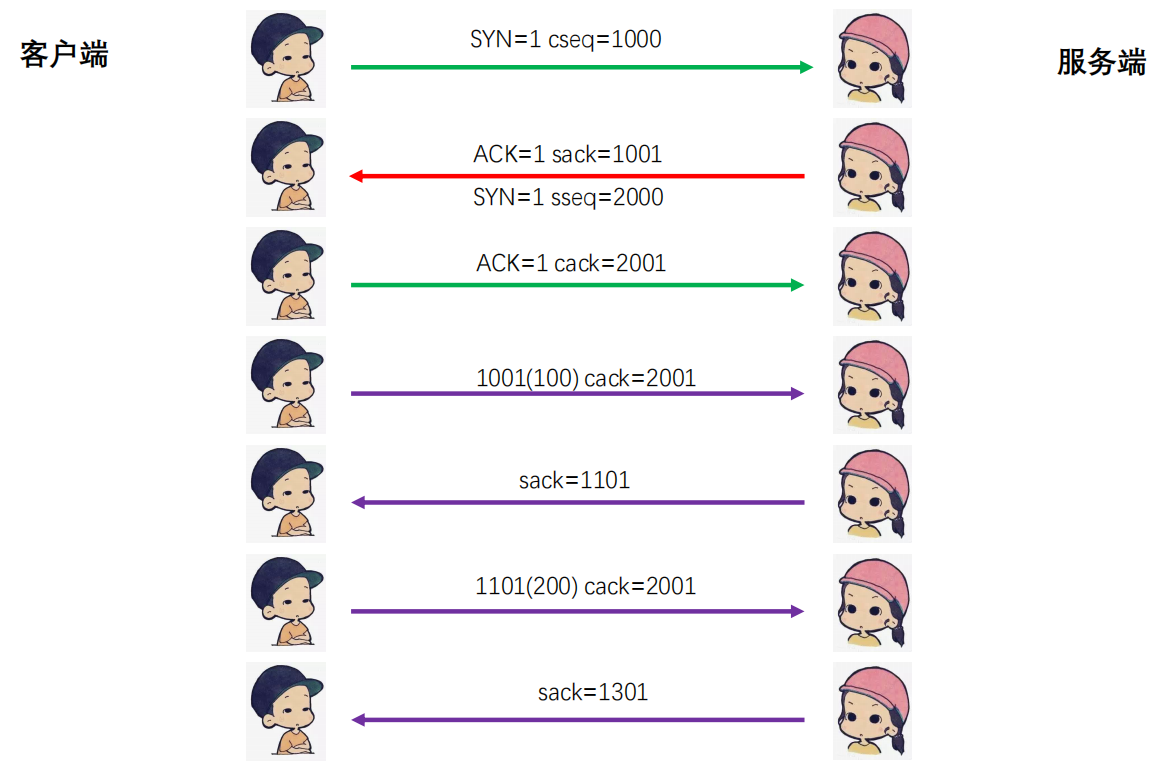 客户端
服务端
SYN=1 cseq=1000
ACK=1 sack=1001
SYN=1 sseq=2000
ACK=1 cack=2001
1001(100) cack=2001
sack=1101
1101(200) cack=2001
sack=1301